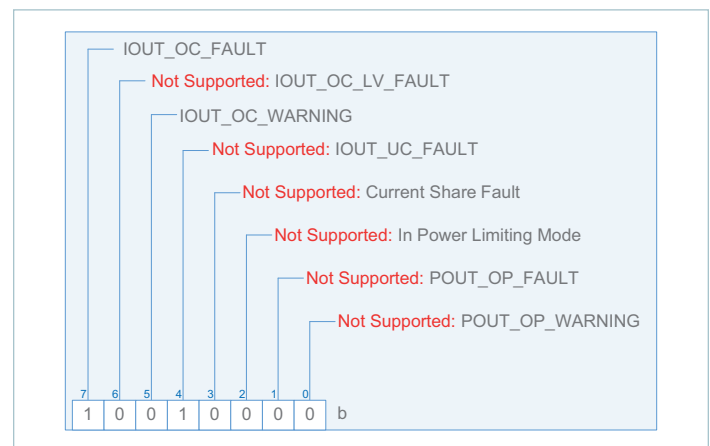 IOUT_OC_FAULT
Not Supported: IOUT_OC_LV_FAULT
IOUT_OC_WARNING
Not Supported: IOUT_UC_FAULT
Not Supported: Current Share Fault
Not Supported: In Power Limiting Mode
Not Supported: POUT_OP_FAULT
Not Supported: POUT_OP_WARNING
7 6 5 4 3 2 1 0
1 0 0 1 0 0 0 0 b